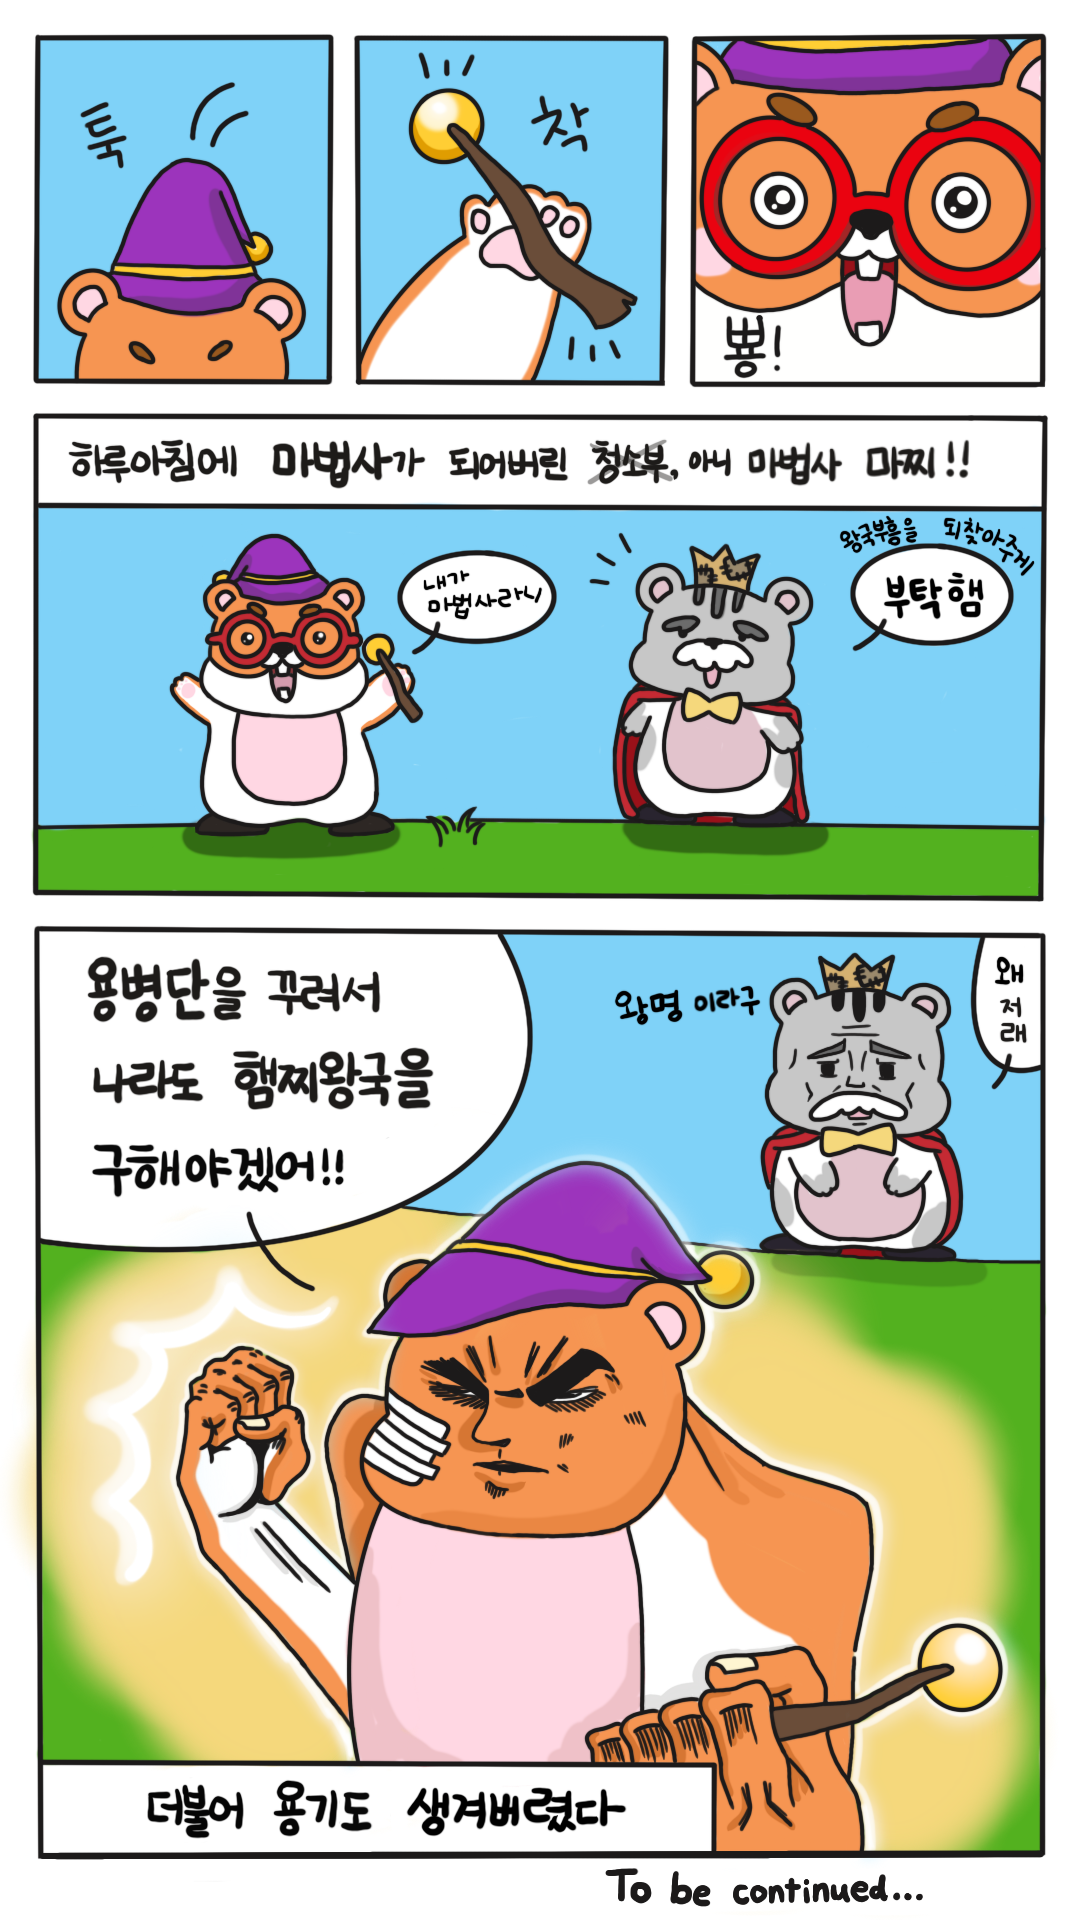 툭
착
뿅!
하루아침에 마법사가 되어버린 청소부, 아니 마법사 마찌!!
내가
마법사라니
왕국부흥을 되찾아주게
부탁햄
용병단을 꾸려서
나라도 햄찌왕국을
구해야겠어!!
왕명이라구
왜
저
래
더불어 용기도 생겨버렸다
To be continued...